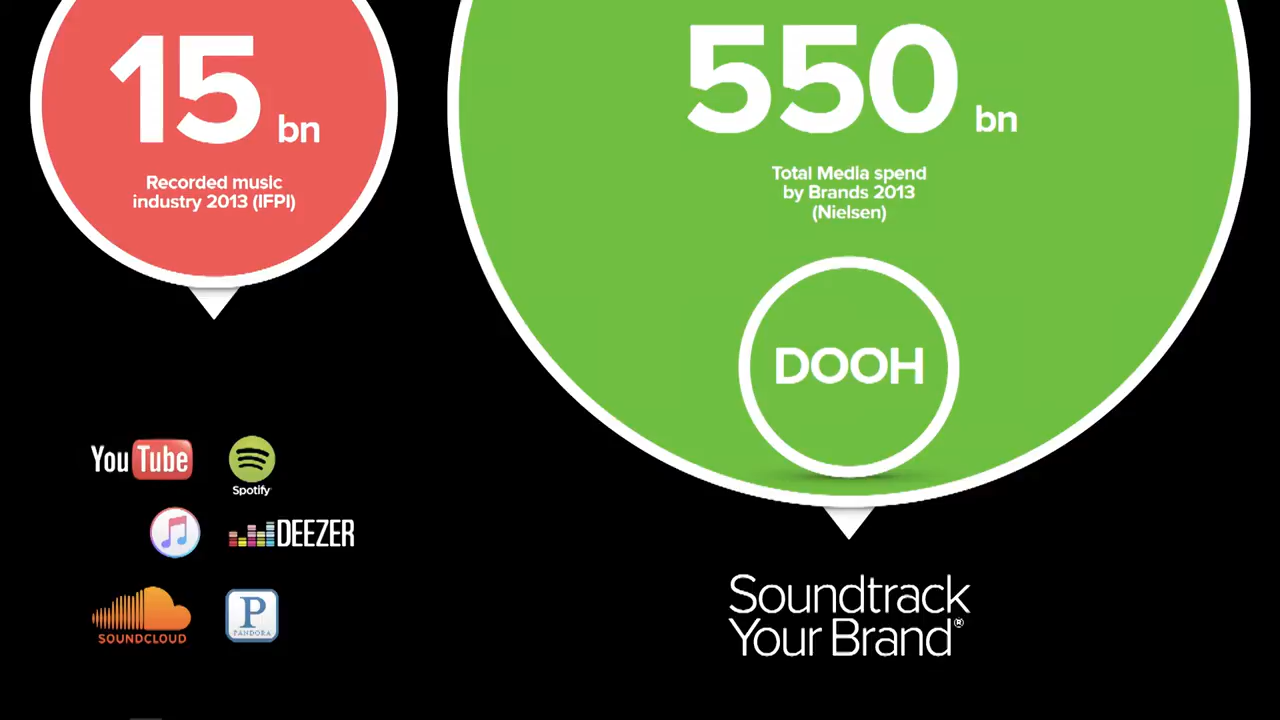 15 bn
Recorded music
industry 2013 (IFPI)
550 bn
Total Media spend
by Brands 2013
(Nielsen)
DOOH
YouTube
Spotify
DEEZER
SOUNDCLOUD
P
PANDORA
Soundtrack
Your Brand®